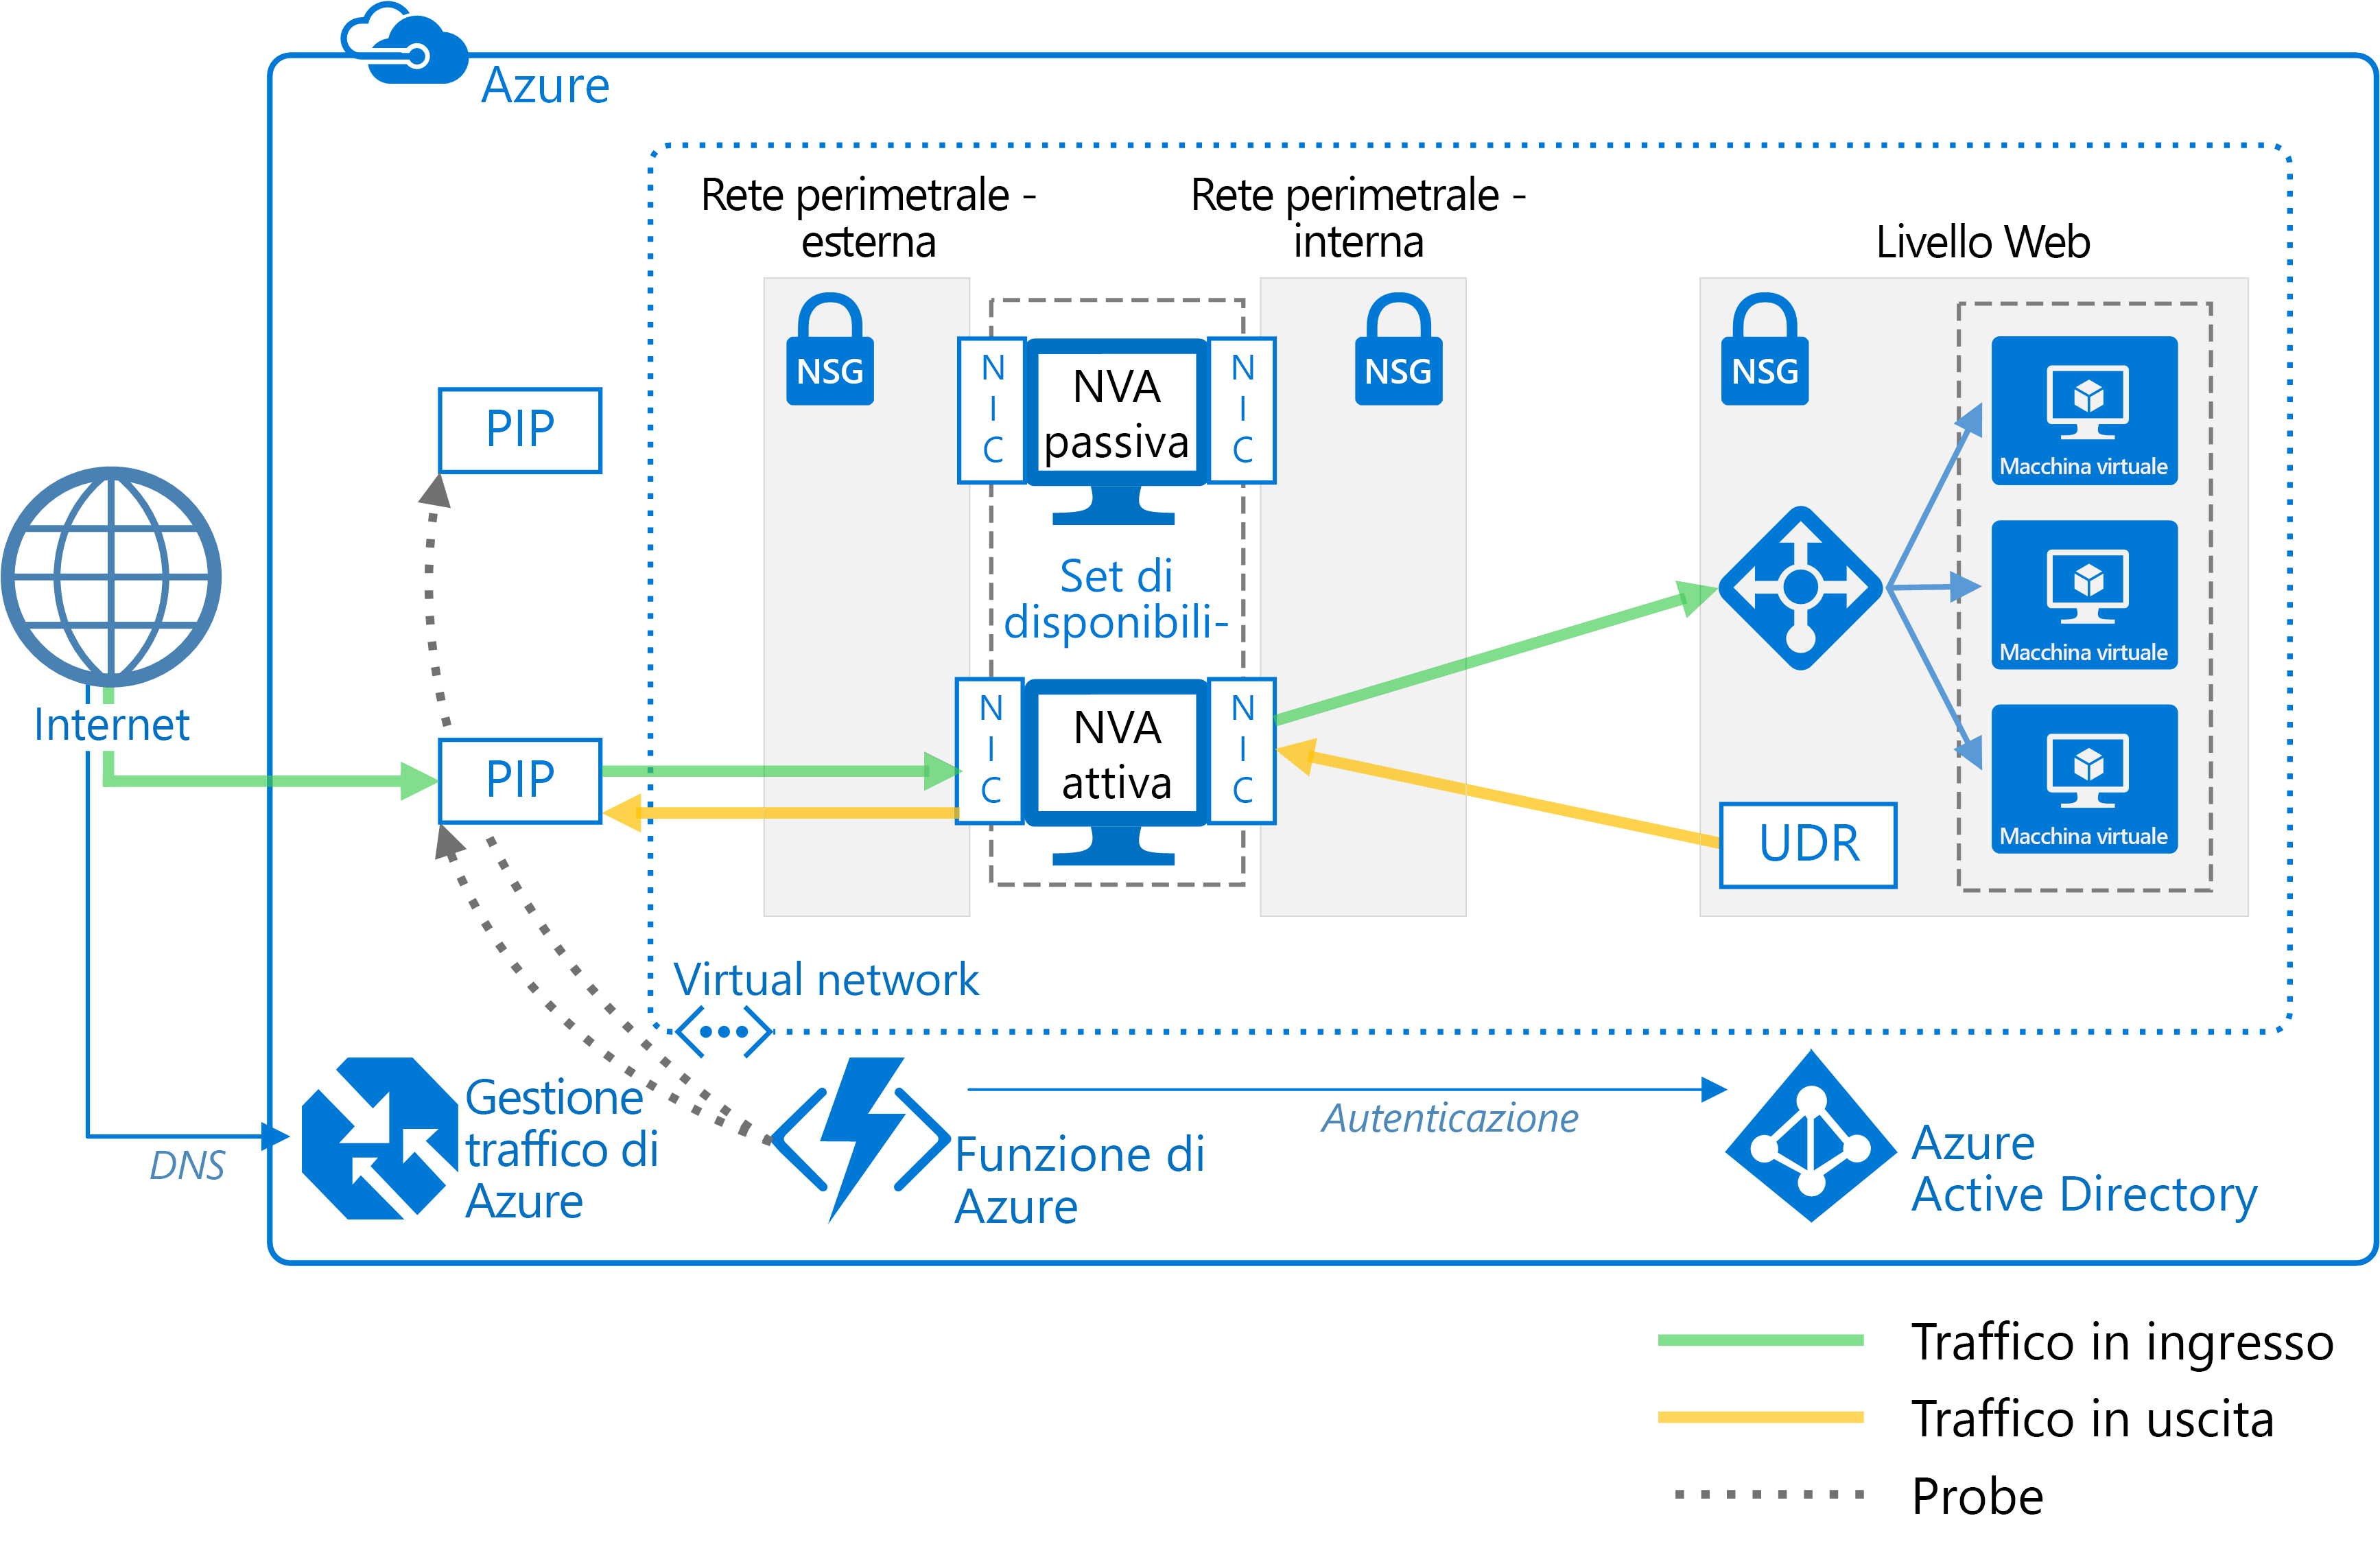 Azure
Rete perimetrale -
esterna
Rete perimetrale -
interna
Livello Web
NSG
N
I
C
NVA
passiva
N
I
C
NSG
NSG
Macchina virtuale
PIP
Set di
disponibili-
Macchina virtuale
Internet
PIP
N
I
C
NVA
attiva
N
I
C
UDR
Macchina virtuale
Virtual network
DNS
Gestione
traffico di
Azure
Funzione di
Azure
Autenticazione
Azure
Active Directory
Traffico in ingresso
Traffico in uscita
Probe